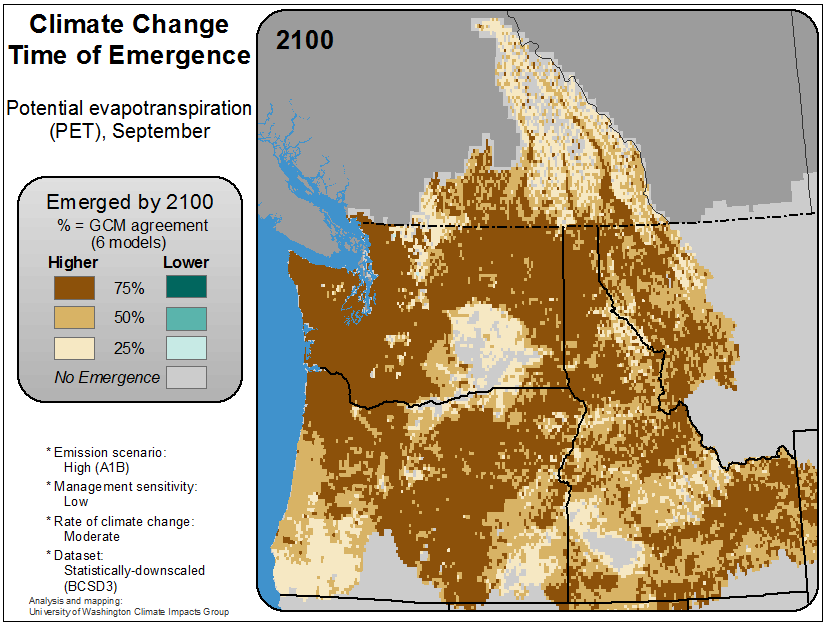 Climate Change
Time of Emergence
2100
Potential evapotranspiration
(PET), September
Emerged by 2100
% = GCM agreement
(6 models)
Higher Lower
75%
50%
25%
No Emergence
* Emission scenario:
High (A1B)
* Management sensitivity:
Low
* Rate of climate change:
Moderate
* Dataset:
Statistically-downscaled
(BCSD3)
Analysis and mapping:
University of Washington Climate Impacts Group